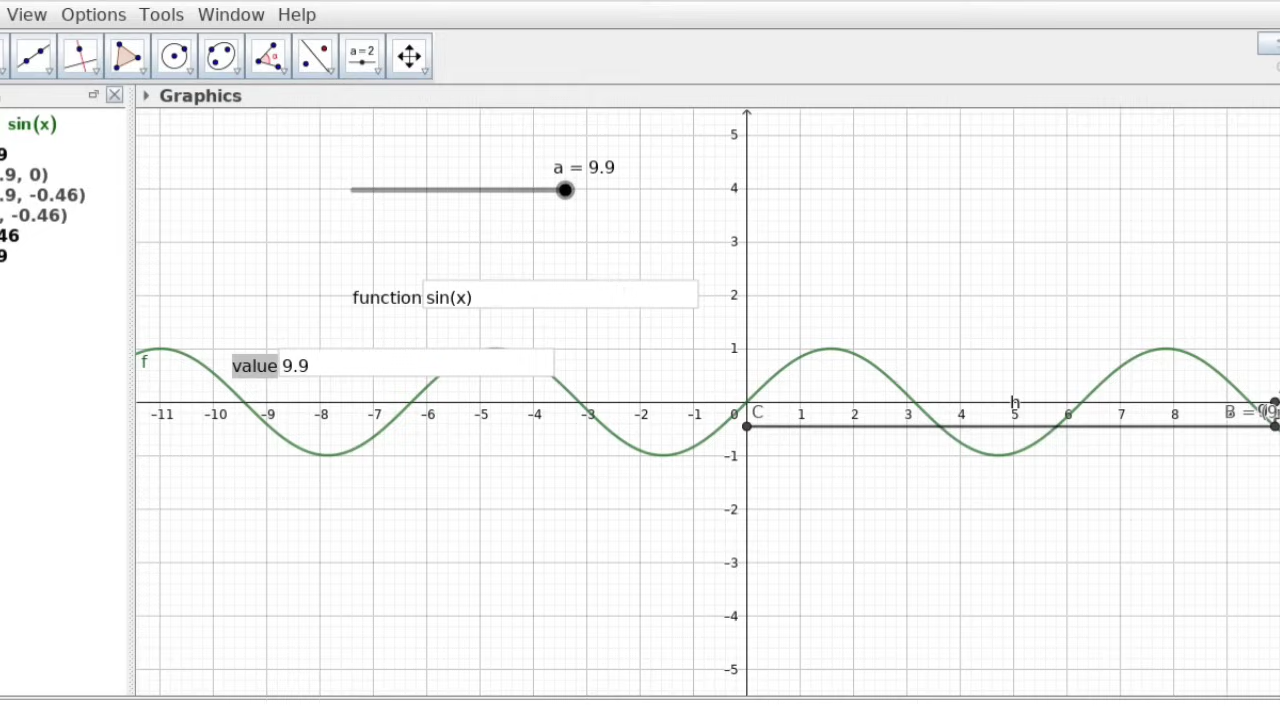 View Options Tools Window Help
a=2
Graphics
sin(x)
9
.9, 0)
.9, -0.46)
, -0.46)
46
9
a = 9.9
function sin(x)
value 9.9
f
5
4
3
2
1
-11 -10 -9 -8 -7 -6 -5 -4 -3 -2 -1 0 C 1 2 3 4 5 6 7 8
h
B =
-1
-2
-3
-4
-5